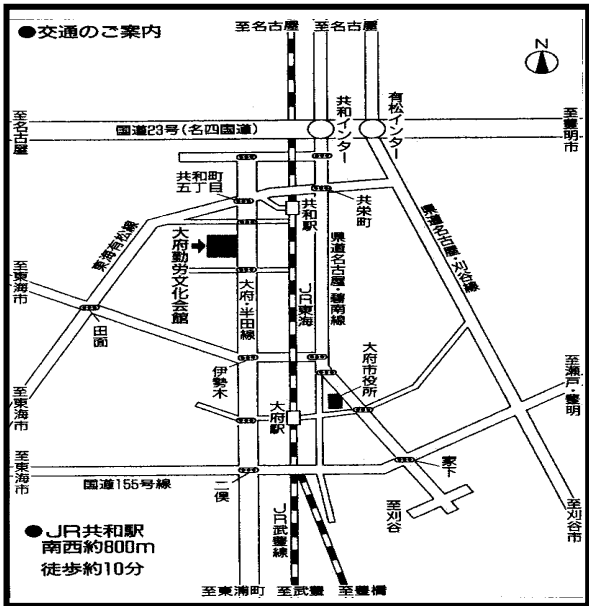 ●交通のご案内
至名古屋
至名古屋
N
至名古屋
国道23号(名四国道)
共和インター
有松インター
至豊明市
共和町
五丁目
共和駅
共栄町
東海有松線
大府勤労文化会館
県道名古屋・碧南線
県道名古屋・刈谷線
至東海市
大府・半田線
JR東海
田面
伊勢木
大府市役所
至瀬戸・豊明
至東海市
大府駅
至東海市
国道155号線
二俣
家下
至刈谷
至刈谷市
JR武豊線
●JR共和駅
南西約800m
徒歩約10分
至東浦町
至武豊
至豊橋